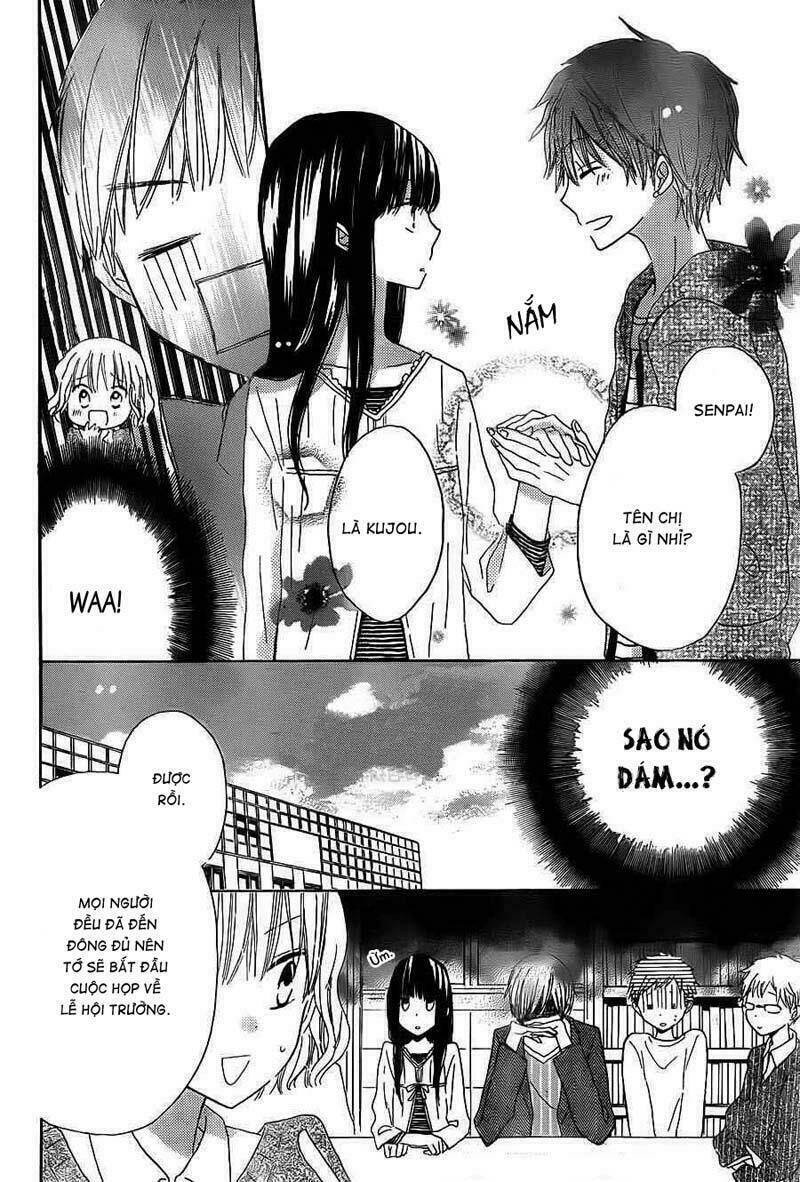 NẮM
SENPAI!
TÊN CHỊ
LÀ GÌ NHỈ?
LÀ KUJOU.
WAA!
SAO NÓ
DÁM...?
ĐƯỢC
RỒI.
MỌI NGƯỜI
ĐỀU ĐÃ ĐẾN
ĐÔNG ĐỦ NÊN
TỚ SẼ BẮT ĐẦU
CUỘC HỌP VỀ
LỄ HỘI TRƯỜNG.
Ừm.